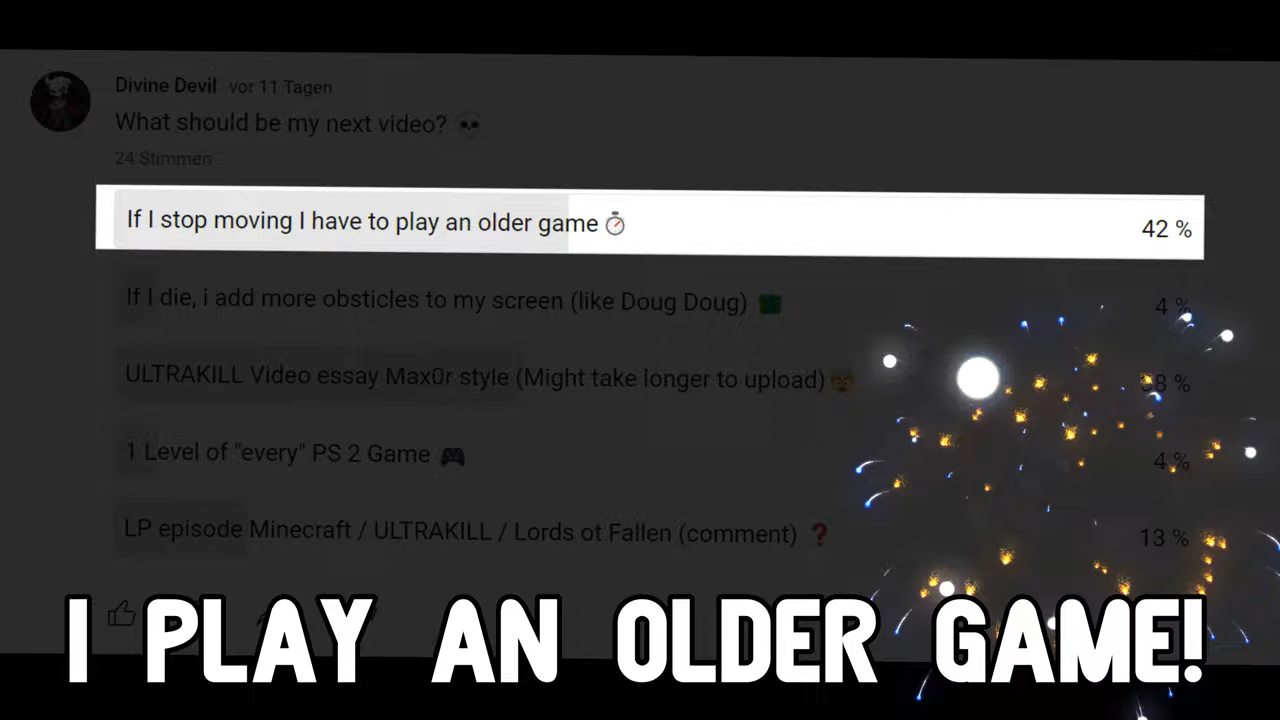 Divine Devil vor 11 Tagen
What should be my next video?
24 Stimmen
If I stop moving I have to play an older game 42 %
If I die, i add more obsticles to my screen (like Doug Doug) 4 %
ULTRAKILL Video essay Max0r style (Might take longer to upload) 38 %
1 Level of "every" PS 2 Game 4 %
LP episode Minecraft / ULTRAKILL / Lords ot Fallen (comment) 13 %
I PLAY AN OLDER GAME!